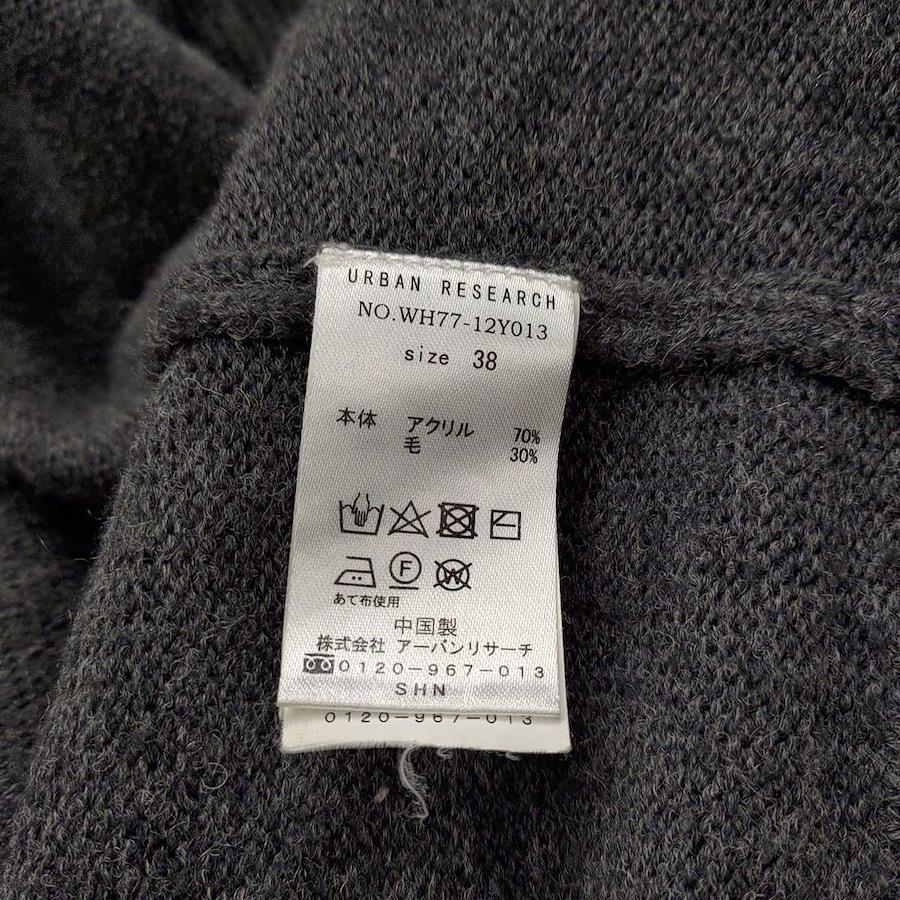 URBAN RESEARCH
NO.WH77-12Y013
size 38
本体 アクリル 70%
毛 30%
F
W
あて布使用
中国製
株式会社 アーバンリサーチ
0120-967-013
SHN
0120-967-013